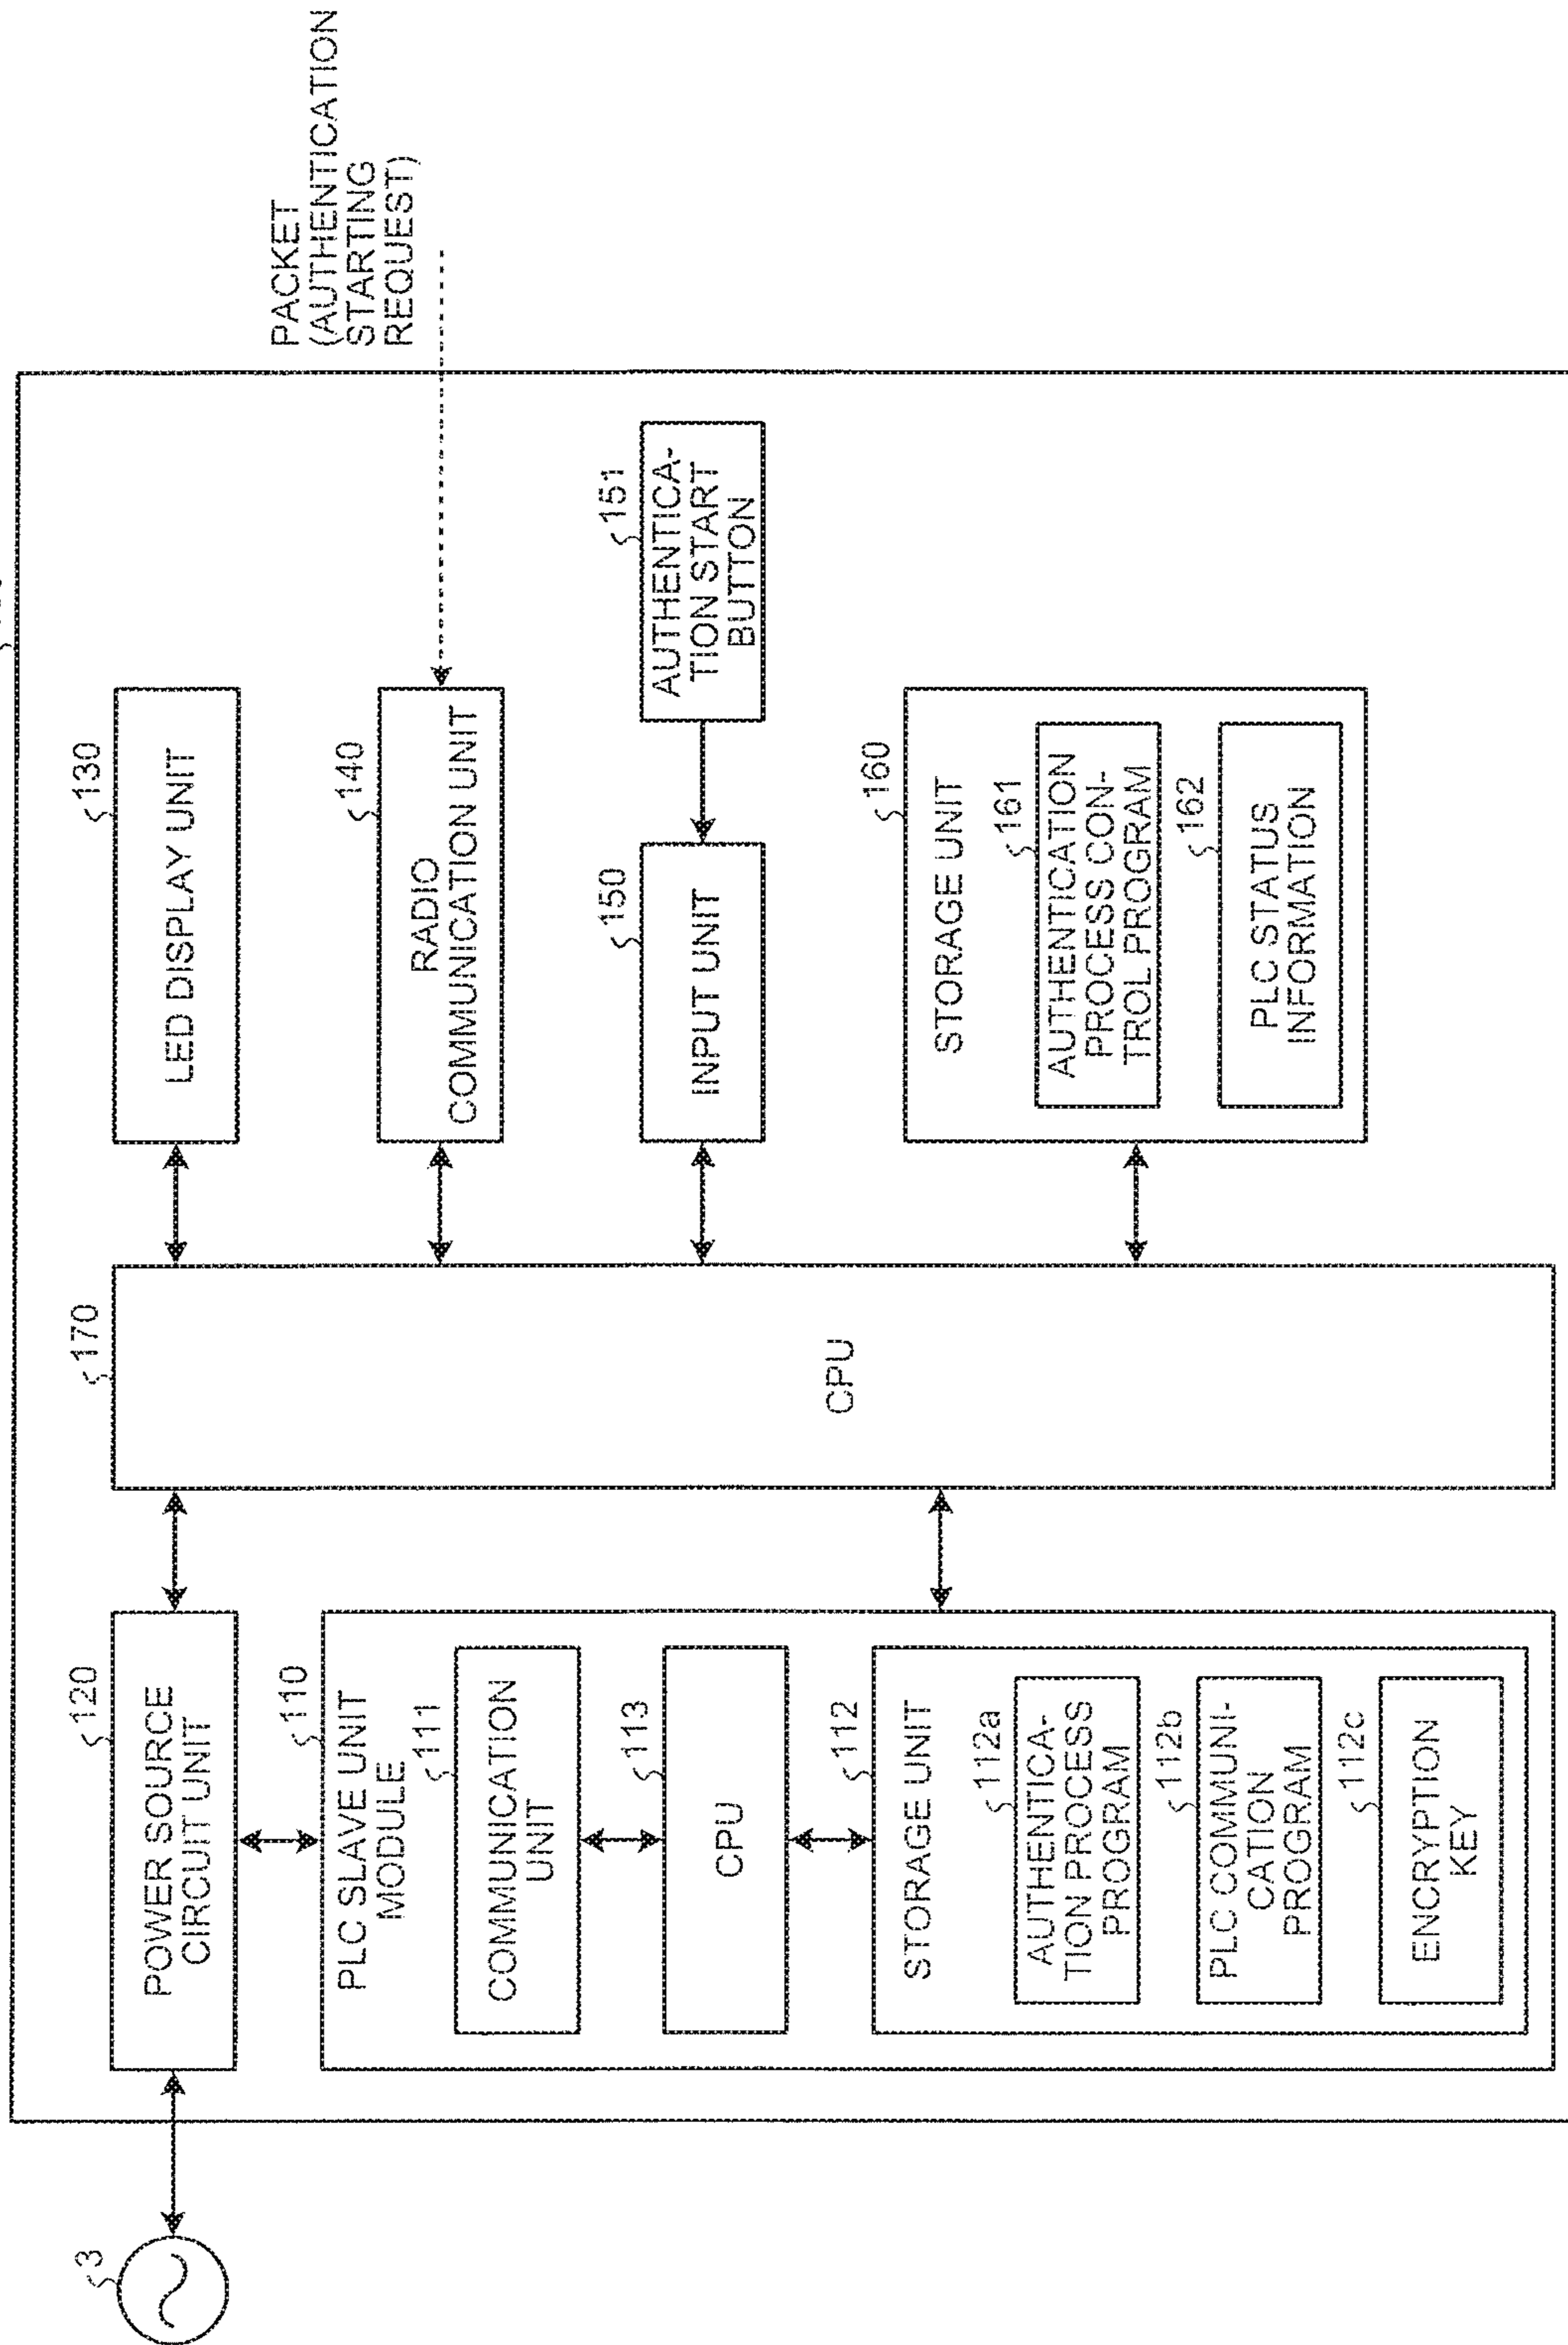 3
120
POWER SOURCE
CIRCUIT UNIT
110
PLC SLAVE UNIT
MODULE
111
COMMUNICATION
UNIT
113
CPU
112
STORAGE UNIT
112a
AUTHENTICA-
TION PROCESS
PROGRAM
112b
PLC COMMUNI-
CATION
PROGRAM
112c
ENCRYPTION
KEY
170
CPU
130
LED DISPLAY UNIT
140
RADIO
COMMUNICATION UNIT
150
INPUT UNIT
151
AUTHENTICA-
TION START
BUTTON
160
STORAGE UNIT
161
AUTHENTICATION
PROCESS CON-
TROL PROGRAM
162
PLC STATUS
INFORMATION
PACKET
(AUTHENTICATION
STARTING
REQUEST)